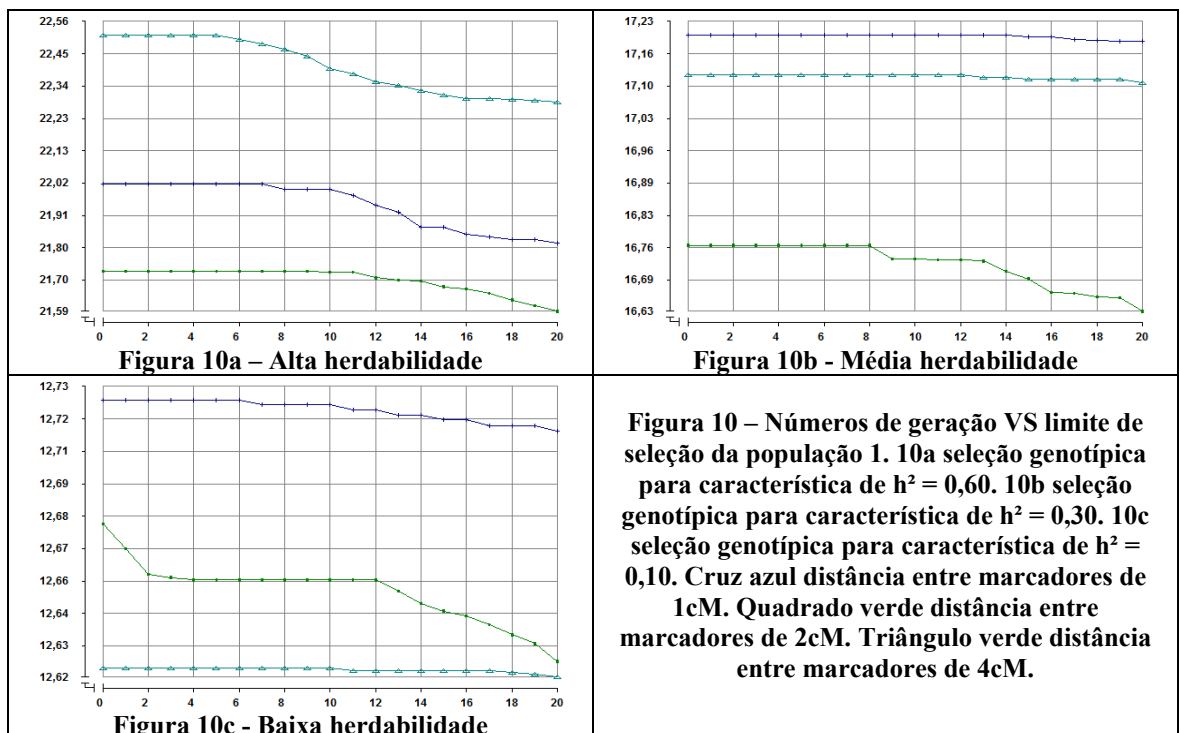 22,56
22,45
22,34
22,23
22,13
22,02
21,91
21,80
21,70
21,59
0 2 4 6 8 10 12 14 16 18 20
Figura 10a – Alta herdabilidade
17,23
17,16
17,10
17,03
16,96
16,89
16,83
16,76
16,69
16,63
0 2 4 6 8 10 12 14 16 18 20
Figura 10b - Média herdabilidade
12,73
12,72
12,71
12,69
12,68
12,67
12,66
12,64
12,63
12,62
0 2 4 6 8 10 12 14 16 18 20
Figura 10c - Baixa herdabilidade
Figura 10 – Números de geração VS limite de
seleção da população 1. 10a seleção genotípica
para característica de h² = 0,60. 10b seleção
genotípica para característica de h² = 0,30. 10c
seleção genotípica para característica de h² =
0,10. Cruz azul distância entre marcadores de
1cM. Quadrado verde distância entre
marcadores de 2cM. Triângulo verde distância
entre marcadores de 4cM.